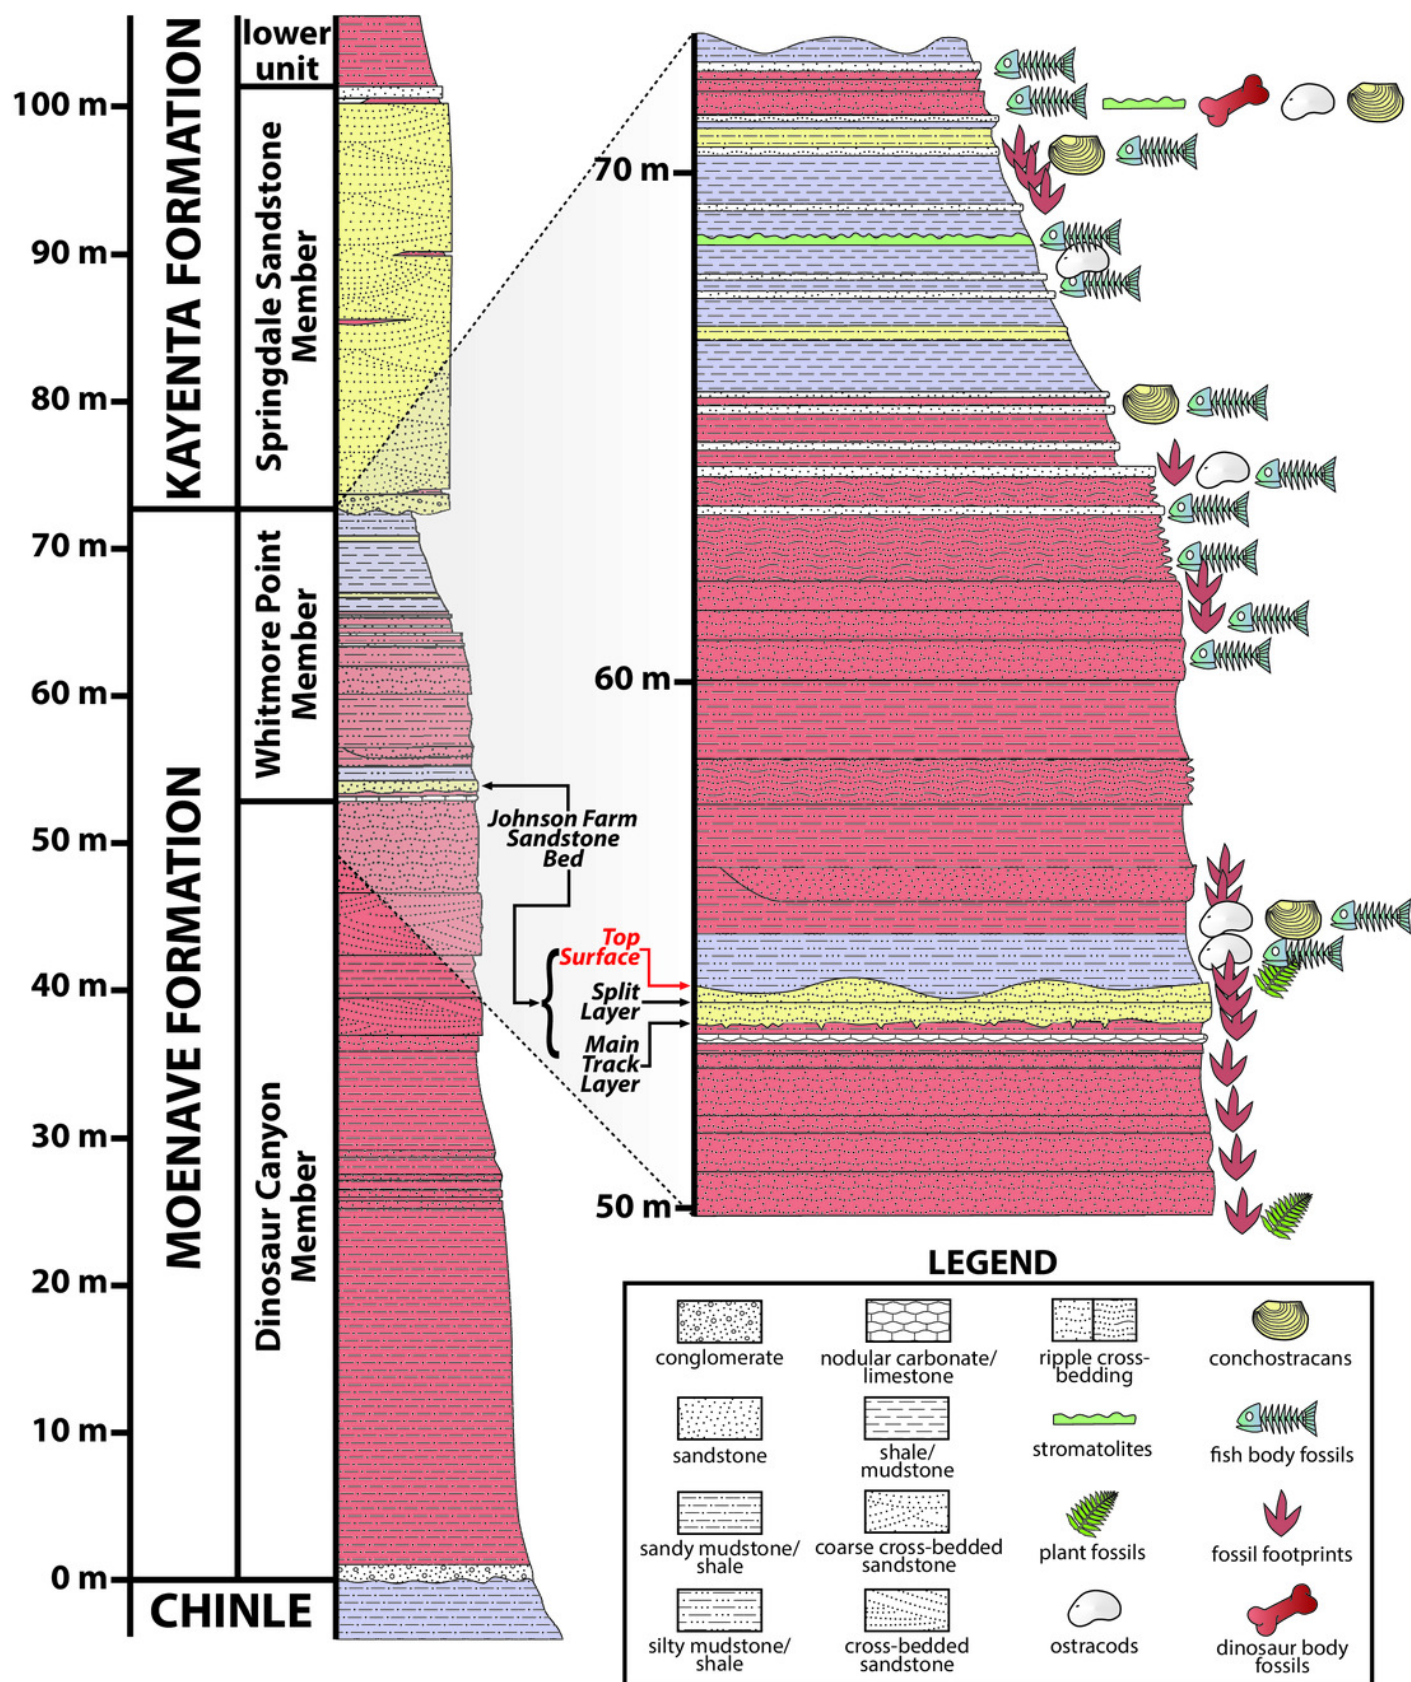 KAYENTA FORMATION
MOENAVE FORMATION
CHINLE
lower
unit
Springdale Sandstone
Member
Whitmore Point
Member
Dinosaur Canyon
Member
100 m
90 m
80 m
70 m
60 m
50 m
40 m
30 m
20 m
10 m
0 m
70 m
60 m
50 m
Johnson Farm
Sandstone
Bed
Top
Surface
Split
Layer
Main
Track
Layer
LEGEND
conglomerate
nodular carbonate/
limestone
ripple cross-
bedding
conchostracans
sandstone
shale/
mudstone
stromatolites
fish body fossils
sandy mudstone/
shale
coarse cross-bedded
sandstone
plant fossils
fossil footprints
silty mudstone/
shale
cross-bedded
sandstone
ostracods
dinosaur body
fossils